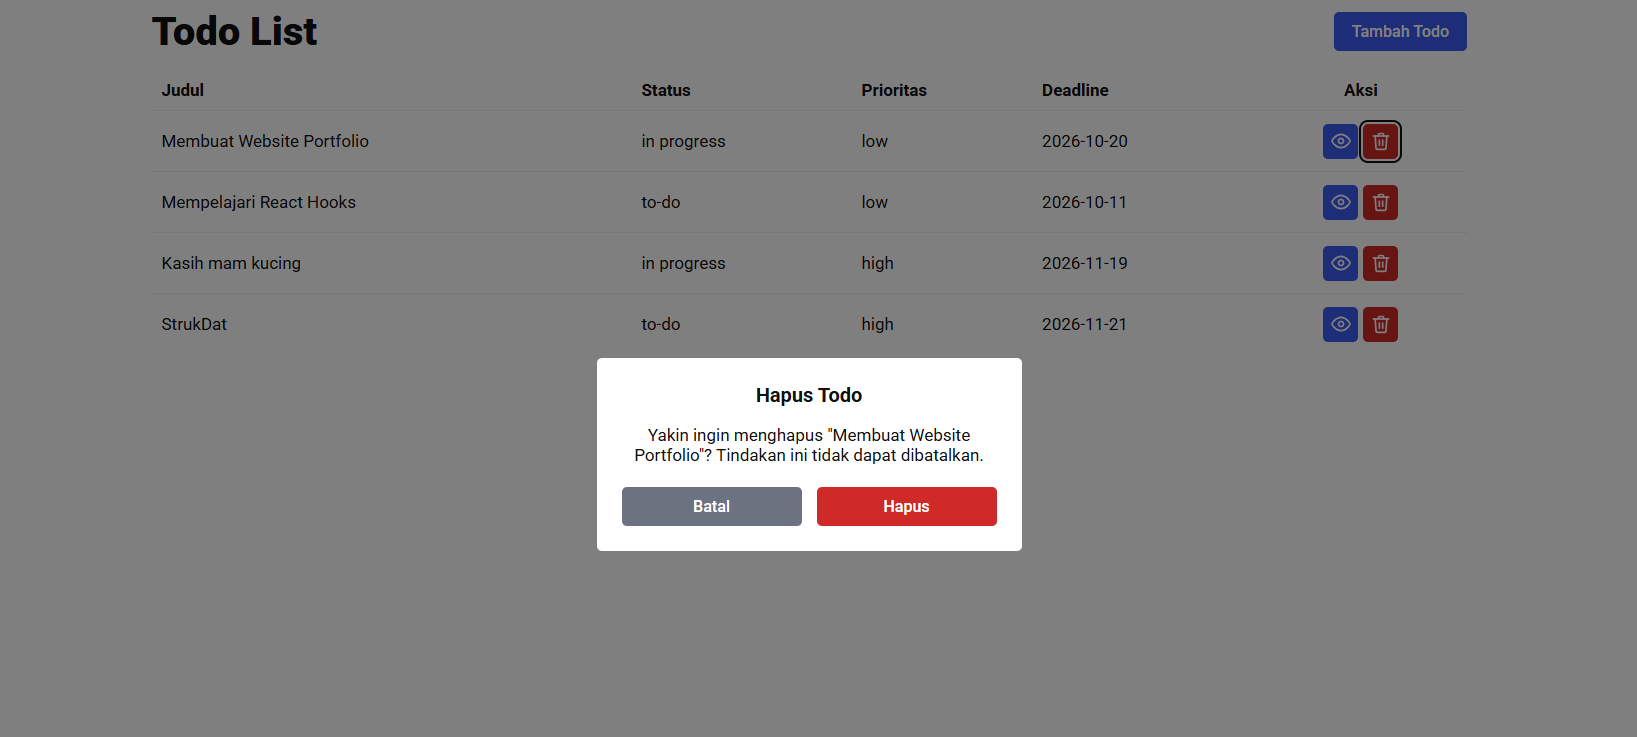 Todo List
Tambah Todo
Judul Status Prioritas Deadline Aksi
Membuat Website Portfolio in progress low 2026-10-20
Mempelajari React Hooks to-do low 2026-10-11
Kasih mam kucing in progress high 2026-11-19
StrukDat to-do high 2026-11-21
Hapus Todo
Yakin ingin menghapus "Membuat Website
Portfolio"? Tindakan ini tidak dapat dibatalkan.
Batal Hapus